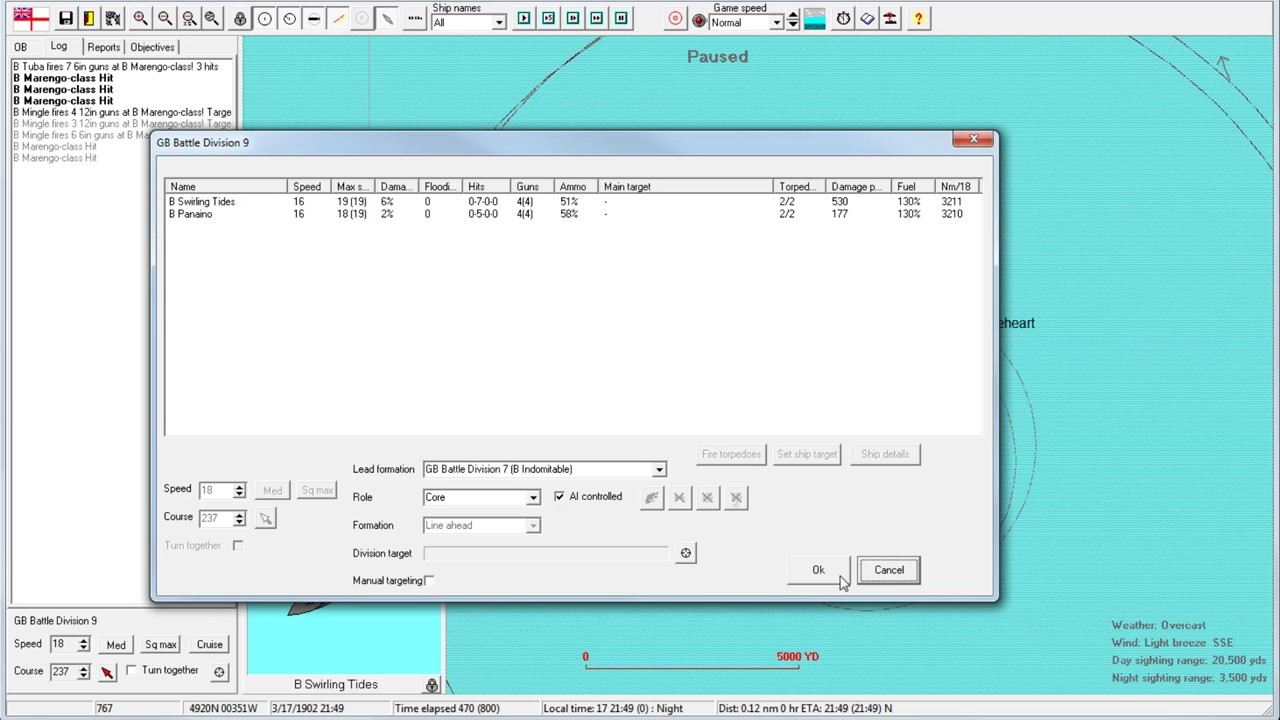 Ship names
All
Game speed
Normal
OB
Log
Reports
Objectives
Paused
B Tuba fires 7 6in guns at B Marengo-class! 3 hits
B Marengo-class Hit
B Marengo-class Hit
B Marengo-class Hit
B Mingle fires 4 12in guns at B Marengo-class! Targe
B Mingle fires 3 12in guns at B Marengo-class! Targe
B Mingle fires 6 6in guns at B Ma
B Marengo-class Hit
B Marengo-class Hit
GB Battle Division 9
Name Speed Max s... Dama... Floodi... Hits Guns Ammo Main target Torped... Damage p... Fuel Nm/18
B Swirling Tides 16 19 (19) 6% 0 0-7-0-0 4(4) 51% - 2/2 530 130% 3211
B Panaino 16 18 (19) 2% 0 0-5-0-0 4(4) 58% - 2/2 177 130% 3210
eheart
Fire torpedoes
Set ship target
Ship details
Lead formation GB Battle Division 7 (B Indomitable)
Speed 18 Med Sq max
Role Core AI controlled
Course 237
Formation Line ahead
Turn together
Division target
Manual targeting
Ok
Cancel
GB Battle Division 9
Speed 18 Med Sq max Cruise
Course 237 Turn together
B Swirling Tides
0 5000 YD
Weather: Overcast
Wind: Light breeze SSE
Day sighting range: 20,500 yds
Night sighting range: 3,500 yds
767
4920N 00351W
3/17/1902 21:49
Time elapsed 470 (800)
Local time: 17 21:49 (0) : Night
Dist: 0.12 nm 0 hr ETA: 21:49 (21:49) N